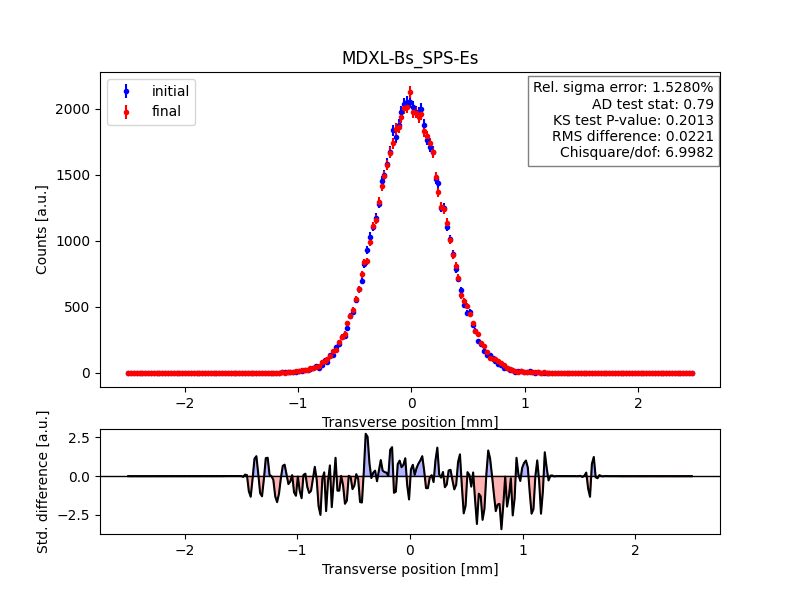 MDXL-Bs_SPS-Es
initial
final
Rel. sigma error: 1.5280%
AD test stat: 0.79
KS test P-value: 0.2013
RMS difference: 0.0221
Chisquare/dof: 6.9982
Counts [a.u.]
2000
1500
1000
500
0
−2
−1
0
1
2
Transverse position [mm]
Std. difference [a.u.]
2.5
0.0
−2.5
−2
−1
0
1
2
Transverse position [mm]